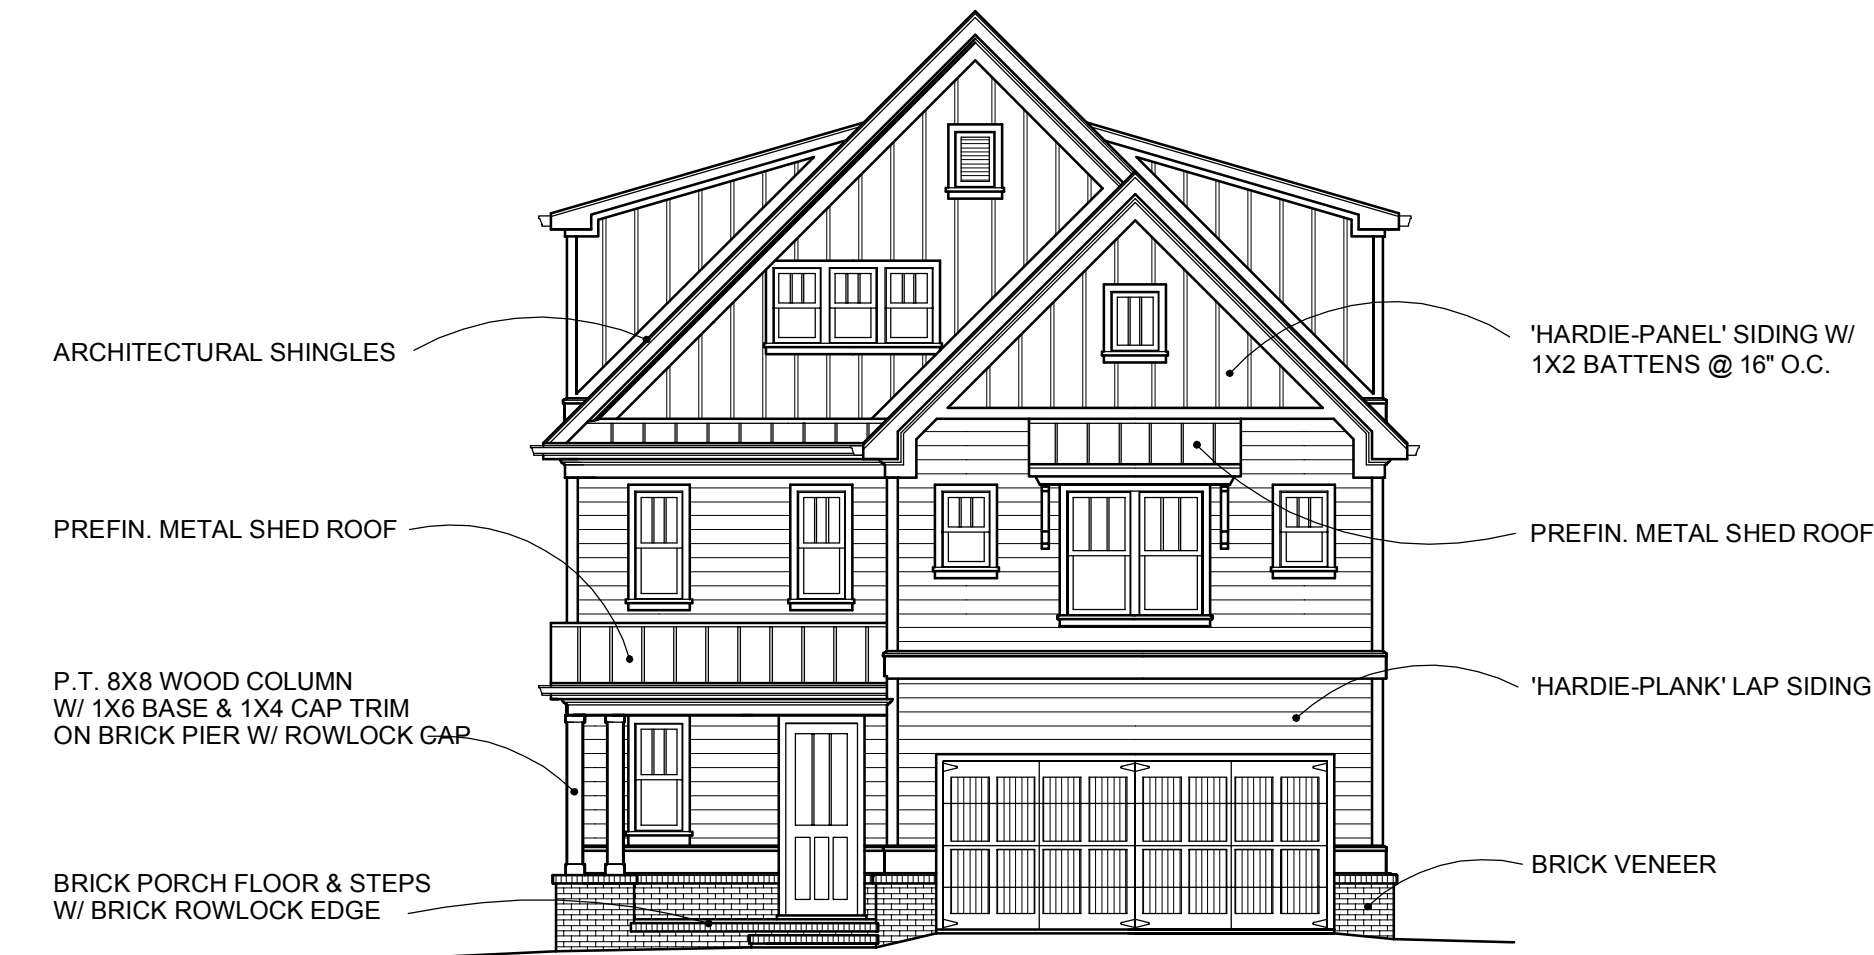 ARCHITECTURAL SHINGLES
PREFIN. METAL SHED ROOF
P.T. 8X8 WOOD COLUMN
W/ 1X6 BASE & 1X4 CAP TRIM
ON BRICK PIER W/ ROWLOCK CAP
BRICK PORCH FLOOR & STEPS
W/ BRICK ROWLOCK EDGE
'HARDIE-PANEL' SIDING W/
1X2 BATTENS @ 16" O.C.
PREFIN. METAL SHED ROOF
'HARDIE-PLANK' LAP SIDING
BRICK VENEER